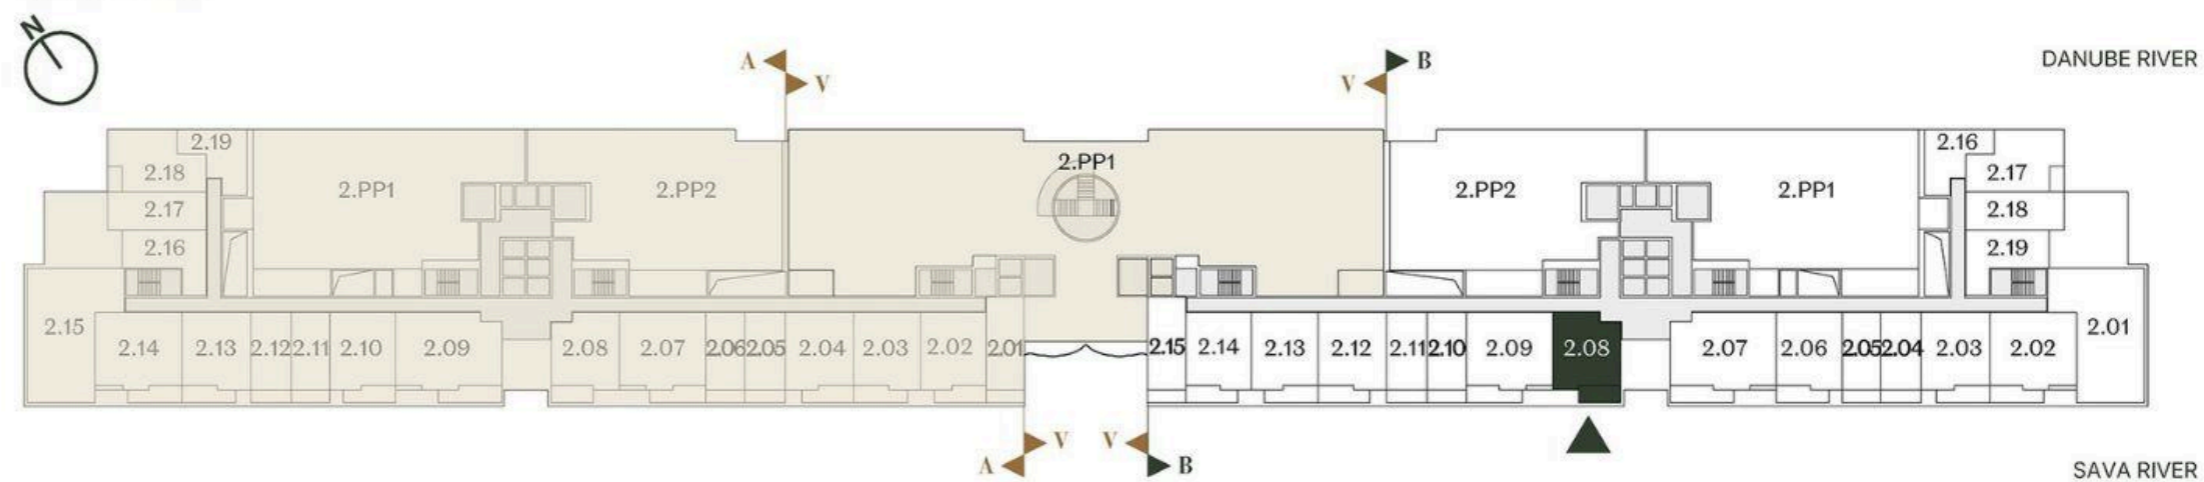 N
DANUBE RIVER
A
V
V
B
2.19
2.18
2.17
2.16
2.PP1
2.PP2
2.PP1
2.PP2
2.PP1
2.16
2.17
2.18
2.19
2.15
2.14
2.13
2.12
2.11
2.10
2.09
2.08
2.07
2.06
2.05
2.04
2.03
2.02
2.01
2.15
2.14
2.13
2.12
2.11
2.10
2.09
2.08
2.07
2.06
2.05
2.04
2.03
2.02
2.01
V
A
V
B
SAVA RIVER